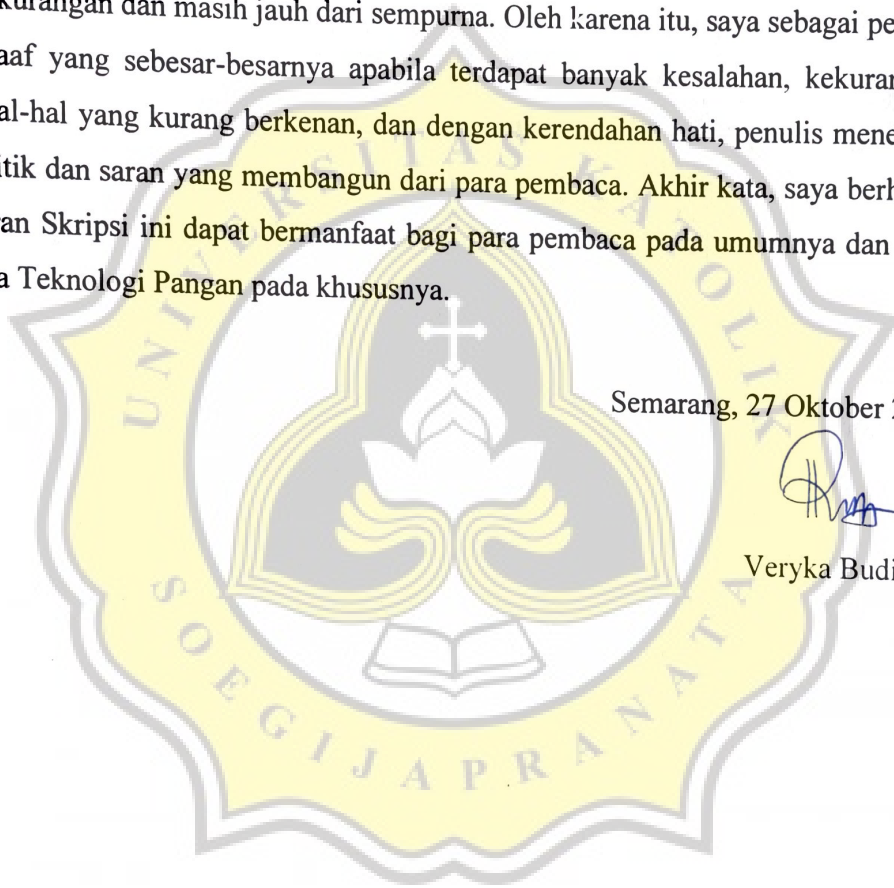 kurangan dan masih jauh dari sempurna. Oleh karena itu, saya sebagai pe
aaf yang sebesar-besarnya apabila terdapat banyak kesalahan, kekuran
al-hal yang kurang berkenan, dan dengan kerendahan hati, penulis mene
itik dan saran yang membangun dari para pembaca. Akhir kata, saya berh
ran Skripsi ini dapat bermanfaat bagi para pembaca pada umumnya dan
a Teknologi Pangan pada khususnya.
UNIVERSITAS KATOLIK
Semarang, 27 Oktober 2
Veryka Budi
SOEGIJAPRANATA